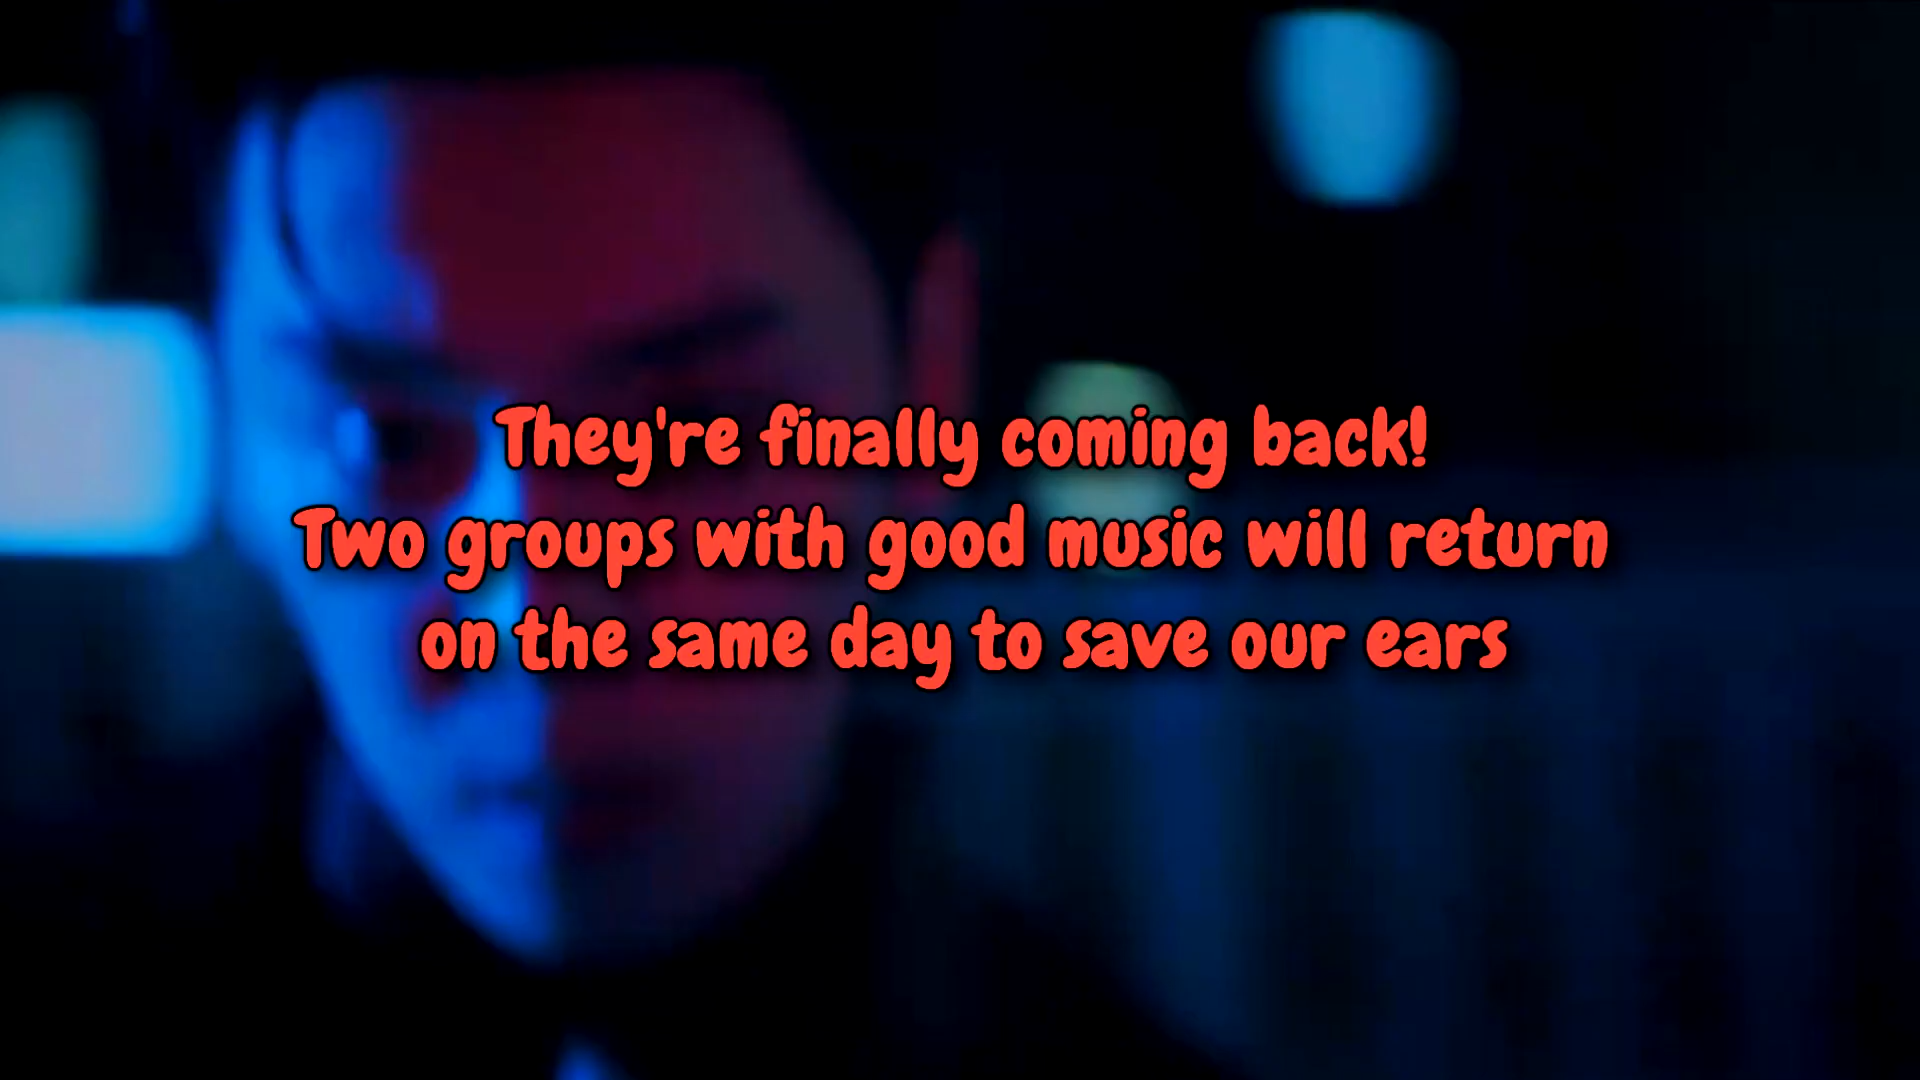 They're finally coming back!
Two groups with good music will return
on the same day to save our ears